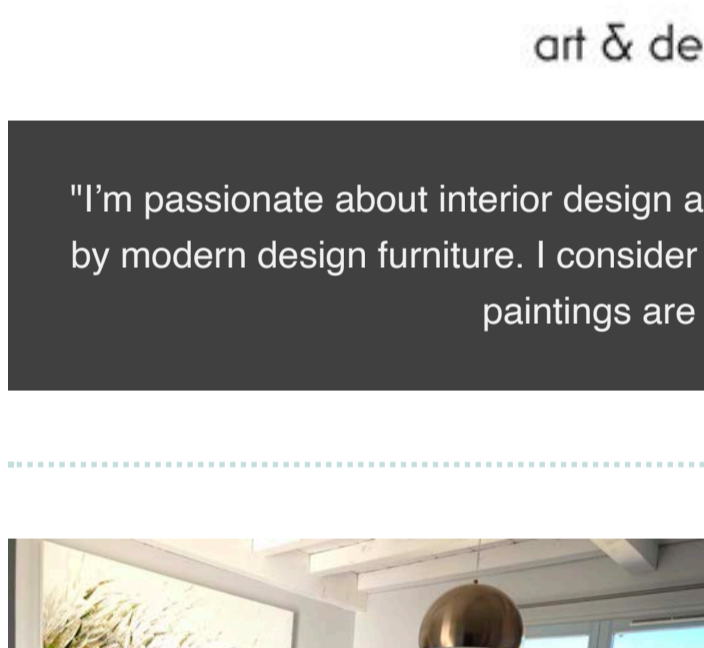 art & de
"I’m passionate about interior design a
by modern design furniture. I consider
paintings are